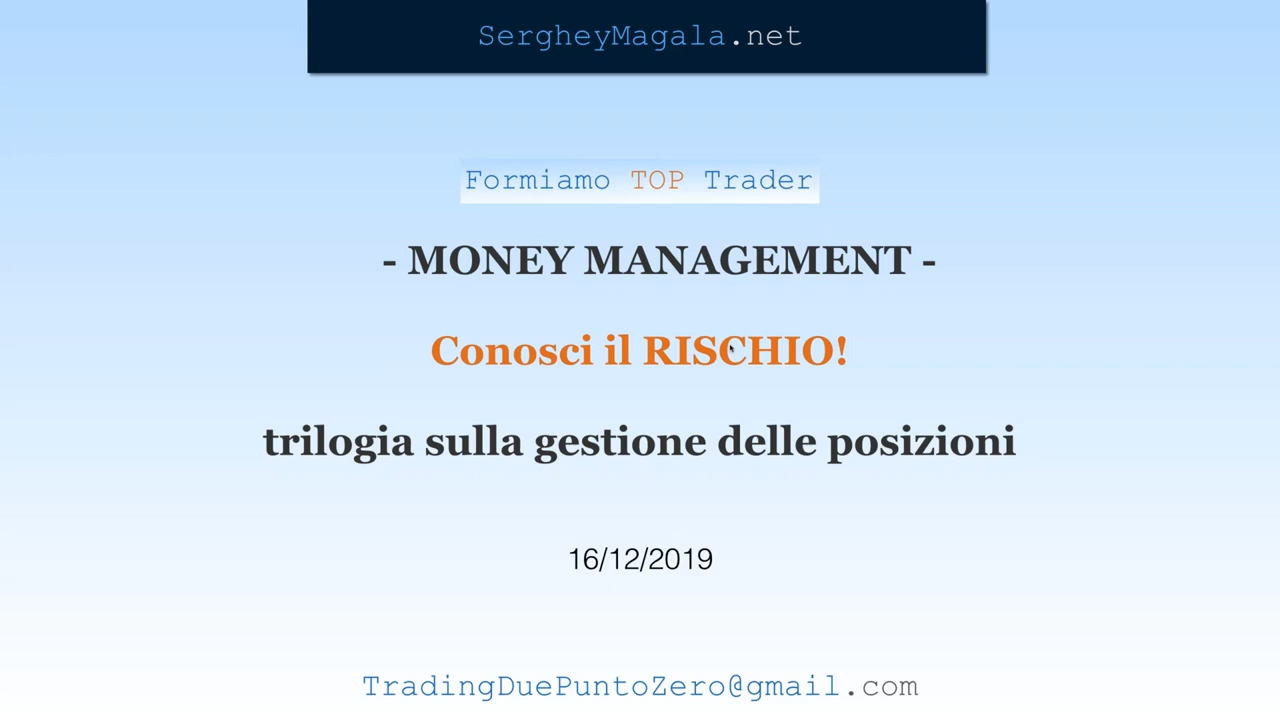 SergheyMagala.net
Formiamo TOP Trader
- MONEY MANAGEMENT -
Conosci il RISCHIO!
trilogia sulla gestione delle posizioni
16/12/2019
TradingDuePuntoZero@gmail.com